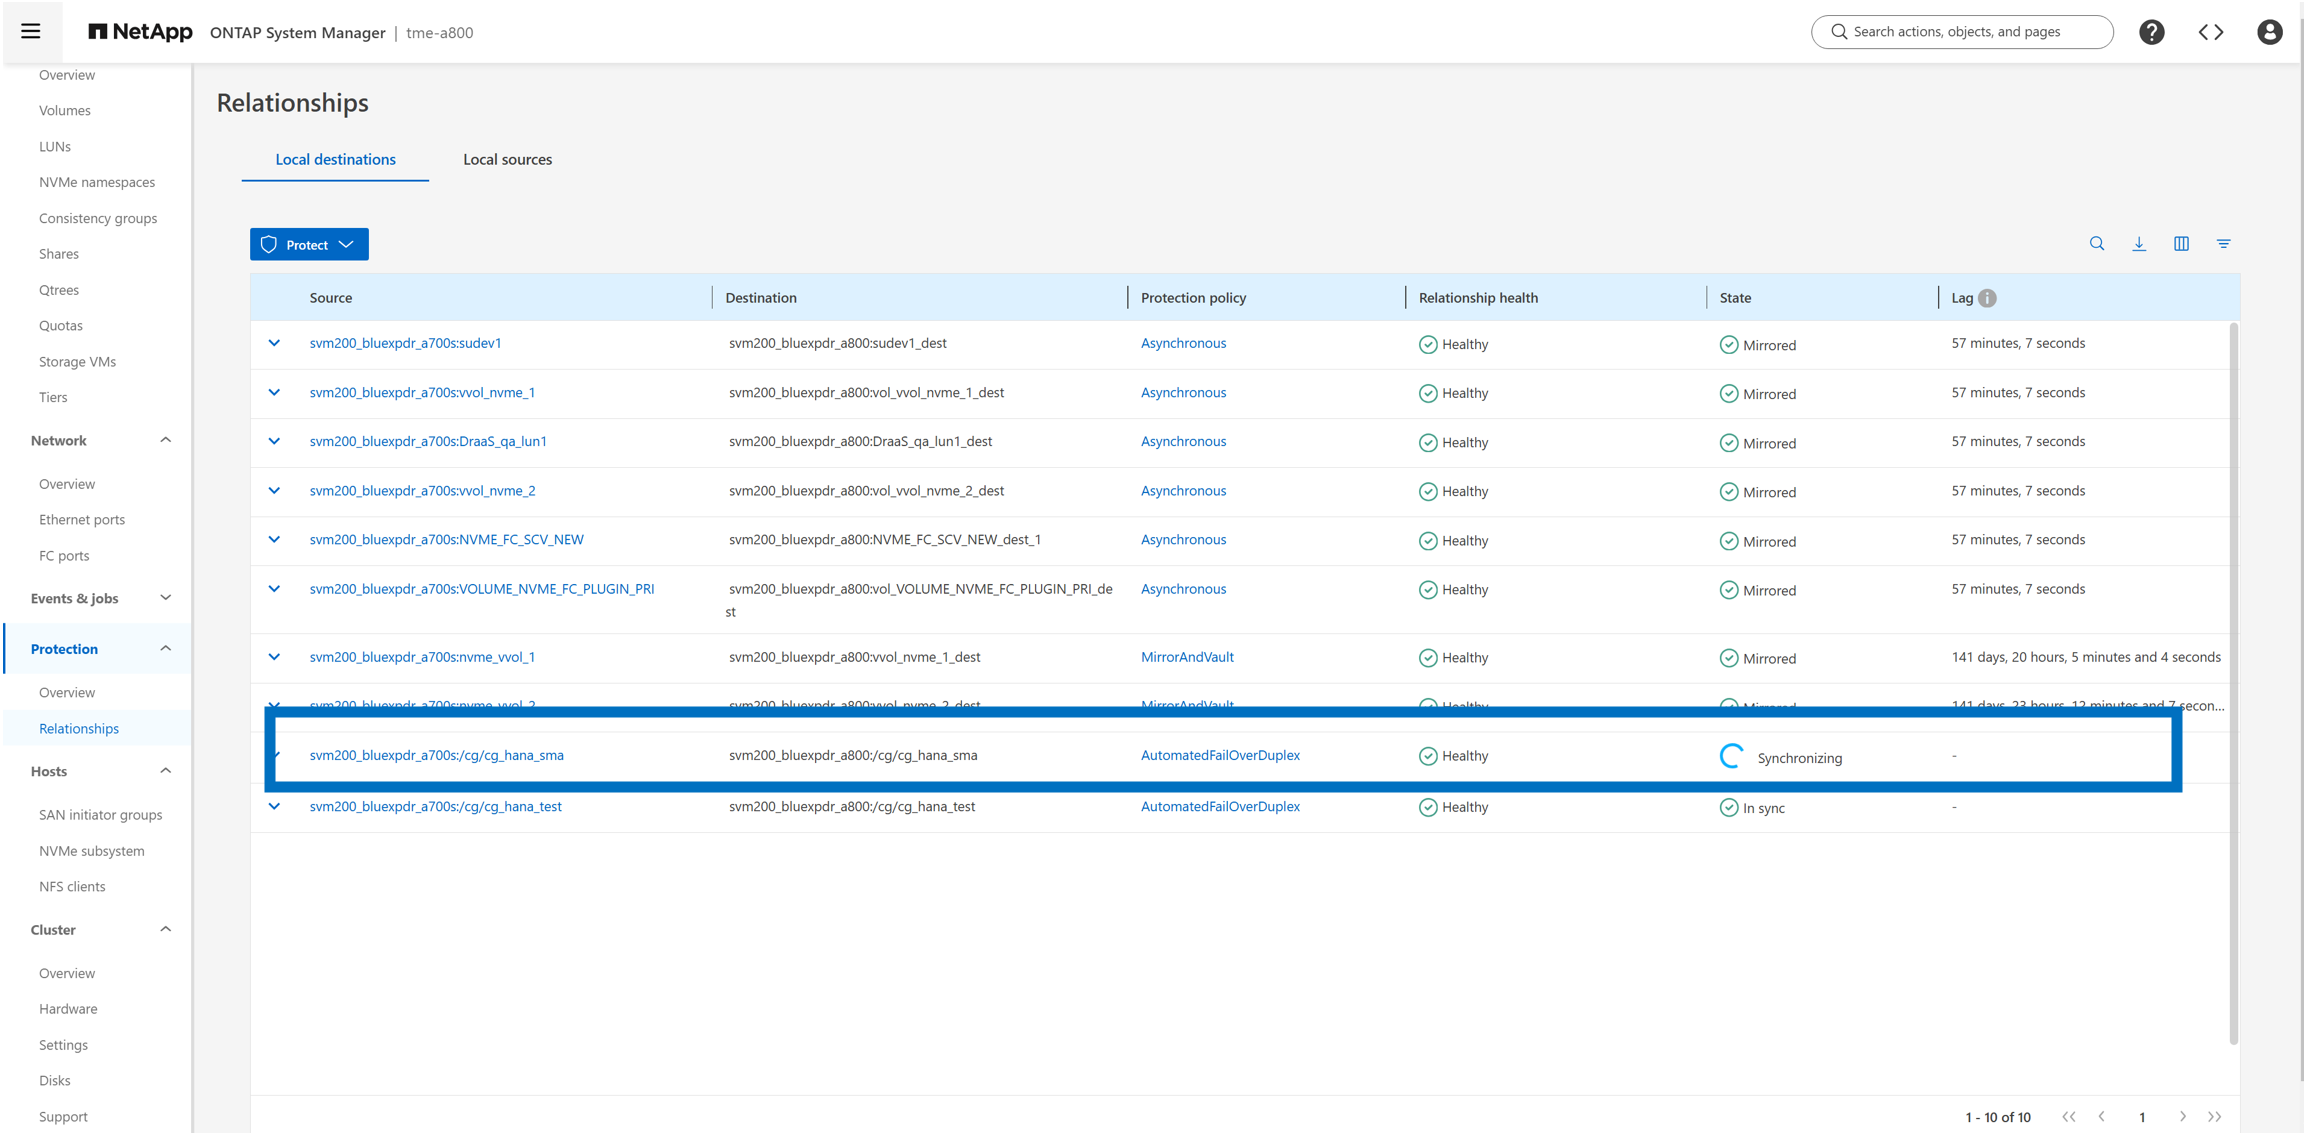 NetApp ONTAP System Manager | tme-a800
Search actions, objects, and pages
Overview
Volumes
LUNs
NVMe namespaces
Consistency groups
Shares
Qtrees
Quotas
Storage VMs
Tiers
Network
Overview
Ethernet ports
FC ports
Events & jobs
Protection
Overview
Relationships
Hosts
SAN initiator groups
NVMe subsystem
NFS clients
Cluster
Overview
Hardware
Settings
Disks
Support
Relationships
Local destinations Local sources
Protect
Source Destination Protection policy Relationship health State Lag
svm200_bluexpdr_a700s:sudev1 svm200_bluexpdr_a800:sudev1_dest Asynchronous Healthy Mirrored 57 minutes, 7 seconds
svm200_bluexpdr_a700s:vvol_nvme_1 svm200_bluexpdr_a800:vol_vvol_nvme_1_dest Asynchronous Healthy Mirrored 57 minutes, 7 seconds
svm200_bluexpdr_a700s:DraaS_qa_lun1 svm200_bluexpdr_a800:DraaS_qa_lun1_dest Asynchronous Healthy Mirrored 57 minutes, 7 seconds
svm200_bluexpdr_a700s:vvol_nvme_2 svm200_bluexpdr_a800:vol_vvol_nvme_2_dest Asynchronous Healthy Mirrored 57 minutes, 7 seconds
svm200_bluexpdr_a700s:NVME_FC_SCV_NEW svm200_bluexpdr_a800:NVME_FC_SCV_NEW_dest_1 Asynchronous Healthy Mirrored 57 minutes, 7 seconds
svm200_bluexpdr_a700s:VOLUME_NVME_FC_PLUGIN_PRI svm200_bluexpdr_a800:vol_VOLUME_NVME_FC_PLUGIN_PRI_de Asynchronous Healthy Mirrored 57 minutes, 7 seconds
st
svm200_bluexpdr_a700s:nvme_vvol_1 svm200_bluexpdr_a800:vvol_nvme_1_dest MirrorAndVault Healthy Mirrored 141 days, 20 hours, 5 minutes and 4 seconds
svm200_bluexpdr_a700s:nvme_vvol_2 svm200_bluexpdr_a800:vvol_nvme_2_dest MirrorAndVault Healthy Mirrored 141 days, 23 hours, 12 minutes and 7 secon...
svm200_bluexpdr_a700s:/cg/cg_hana_sma svm200_bluexpdr_a800:/cg/cg_hana_sma AutomatedFailOverDuplex Healthy Synchronizing -
svm200_bluexpdr_a700s:/cg/cg_hana_test svm200_bluexpdr_a800:/cg/cg_hana_test AutomatedFailOverDuplex Healthy In sync -
1 - 10 of 10 << < 1 > >>